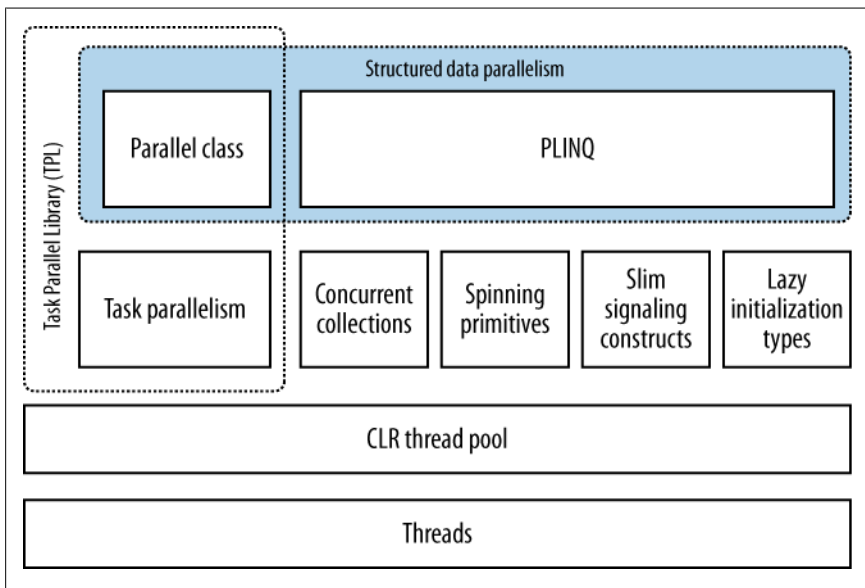 Structured data parallelism
Parallel class
PLINQ
Task Parallel Library (TPL)
Task parallelism
Concurrent
collections
Spinning
primitives
Slim
signaling
constructs
Lazy
initialization
types
CLR thread pool
Threads